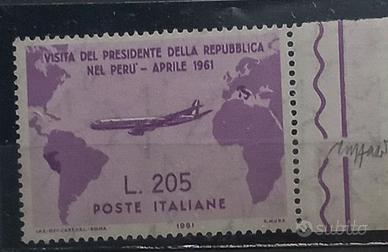 VISITA DEL PRESIDENTE DELLA REPUBBLICA
NEL PERU' - APRILE 1961
L. 205
POSTE ITALIANE
1961
subito